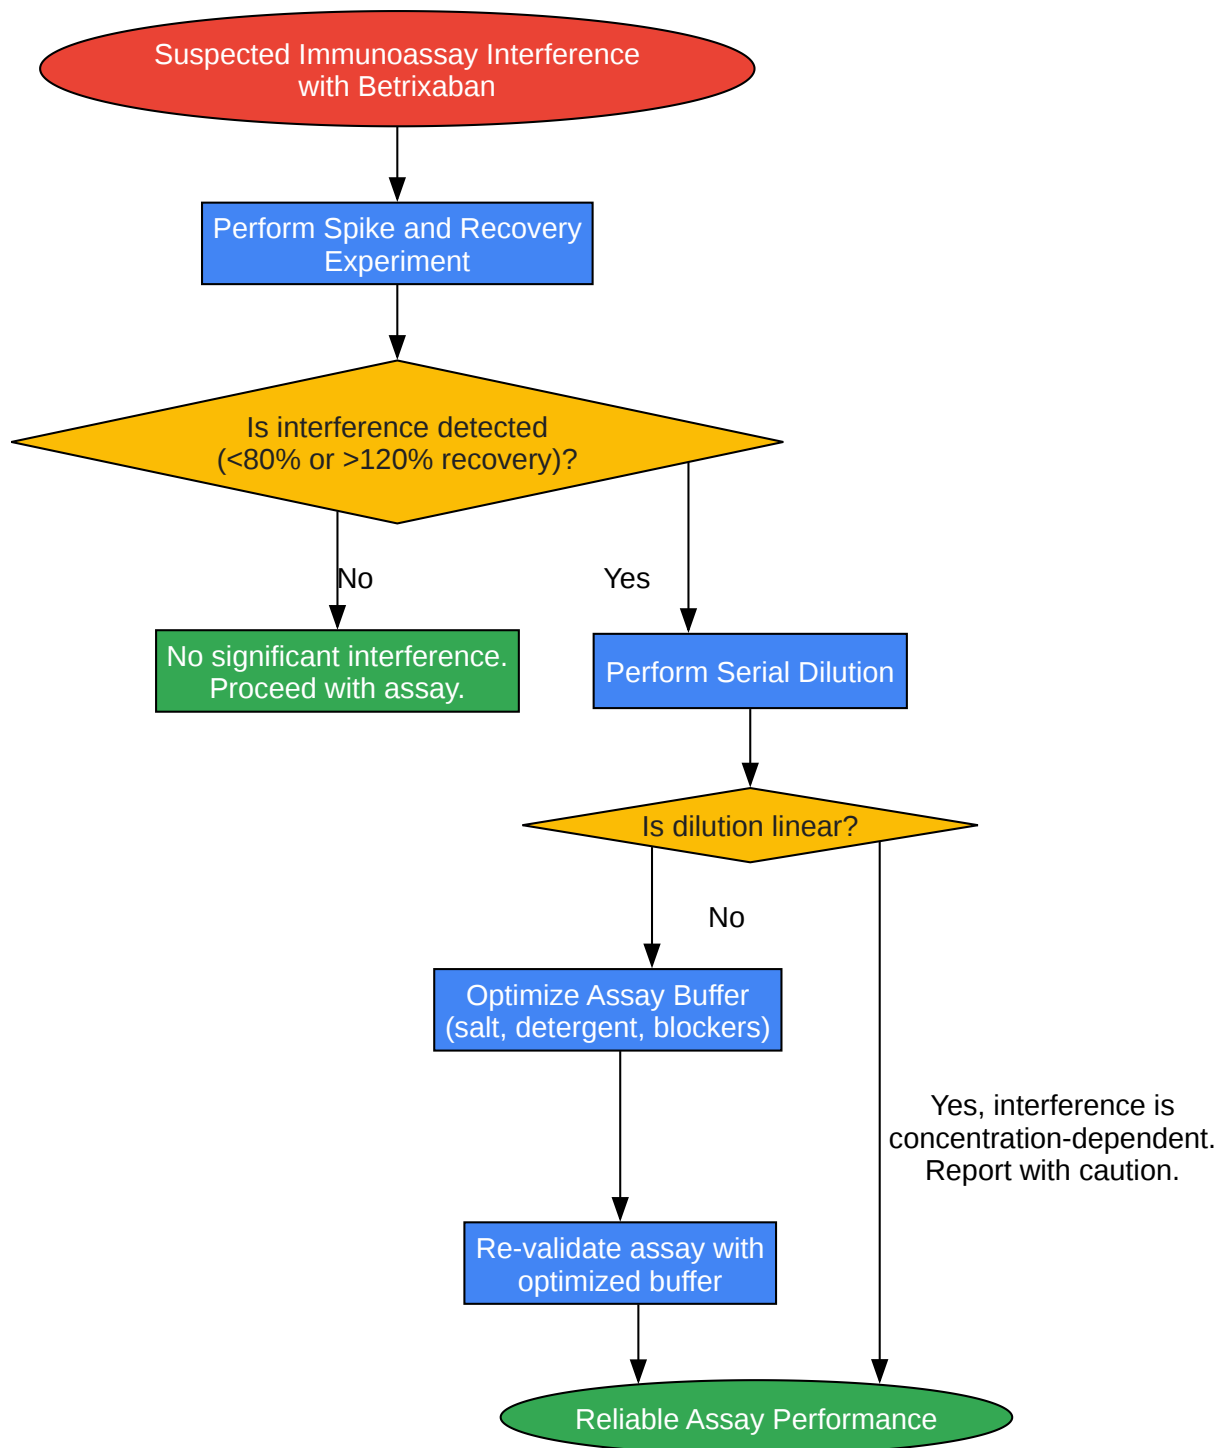 Suspected Immunoassay Interference
with Betrixaban
Perform Spike and Recovery
Experiment
Is interference detected
(<80% or >120% recovery)?
No
Yes
No significant interference.
Proceed with assay.
Perform Serial Dilution
Is dilution linear?
No
Optimize Assay Buffer
(salt, detergent, blockers)
Yes, interference is
concentration-dependent.
Report with caution.
Re-validate assay with
optimized buffer
Reliable Assay Performance